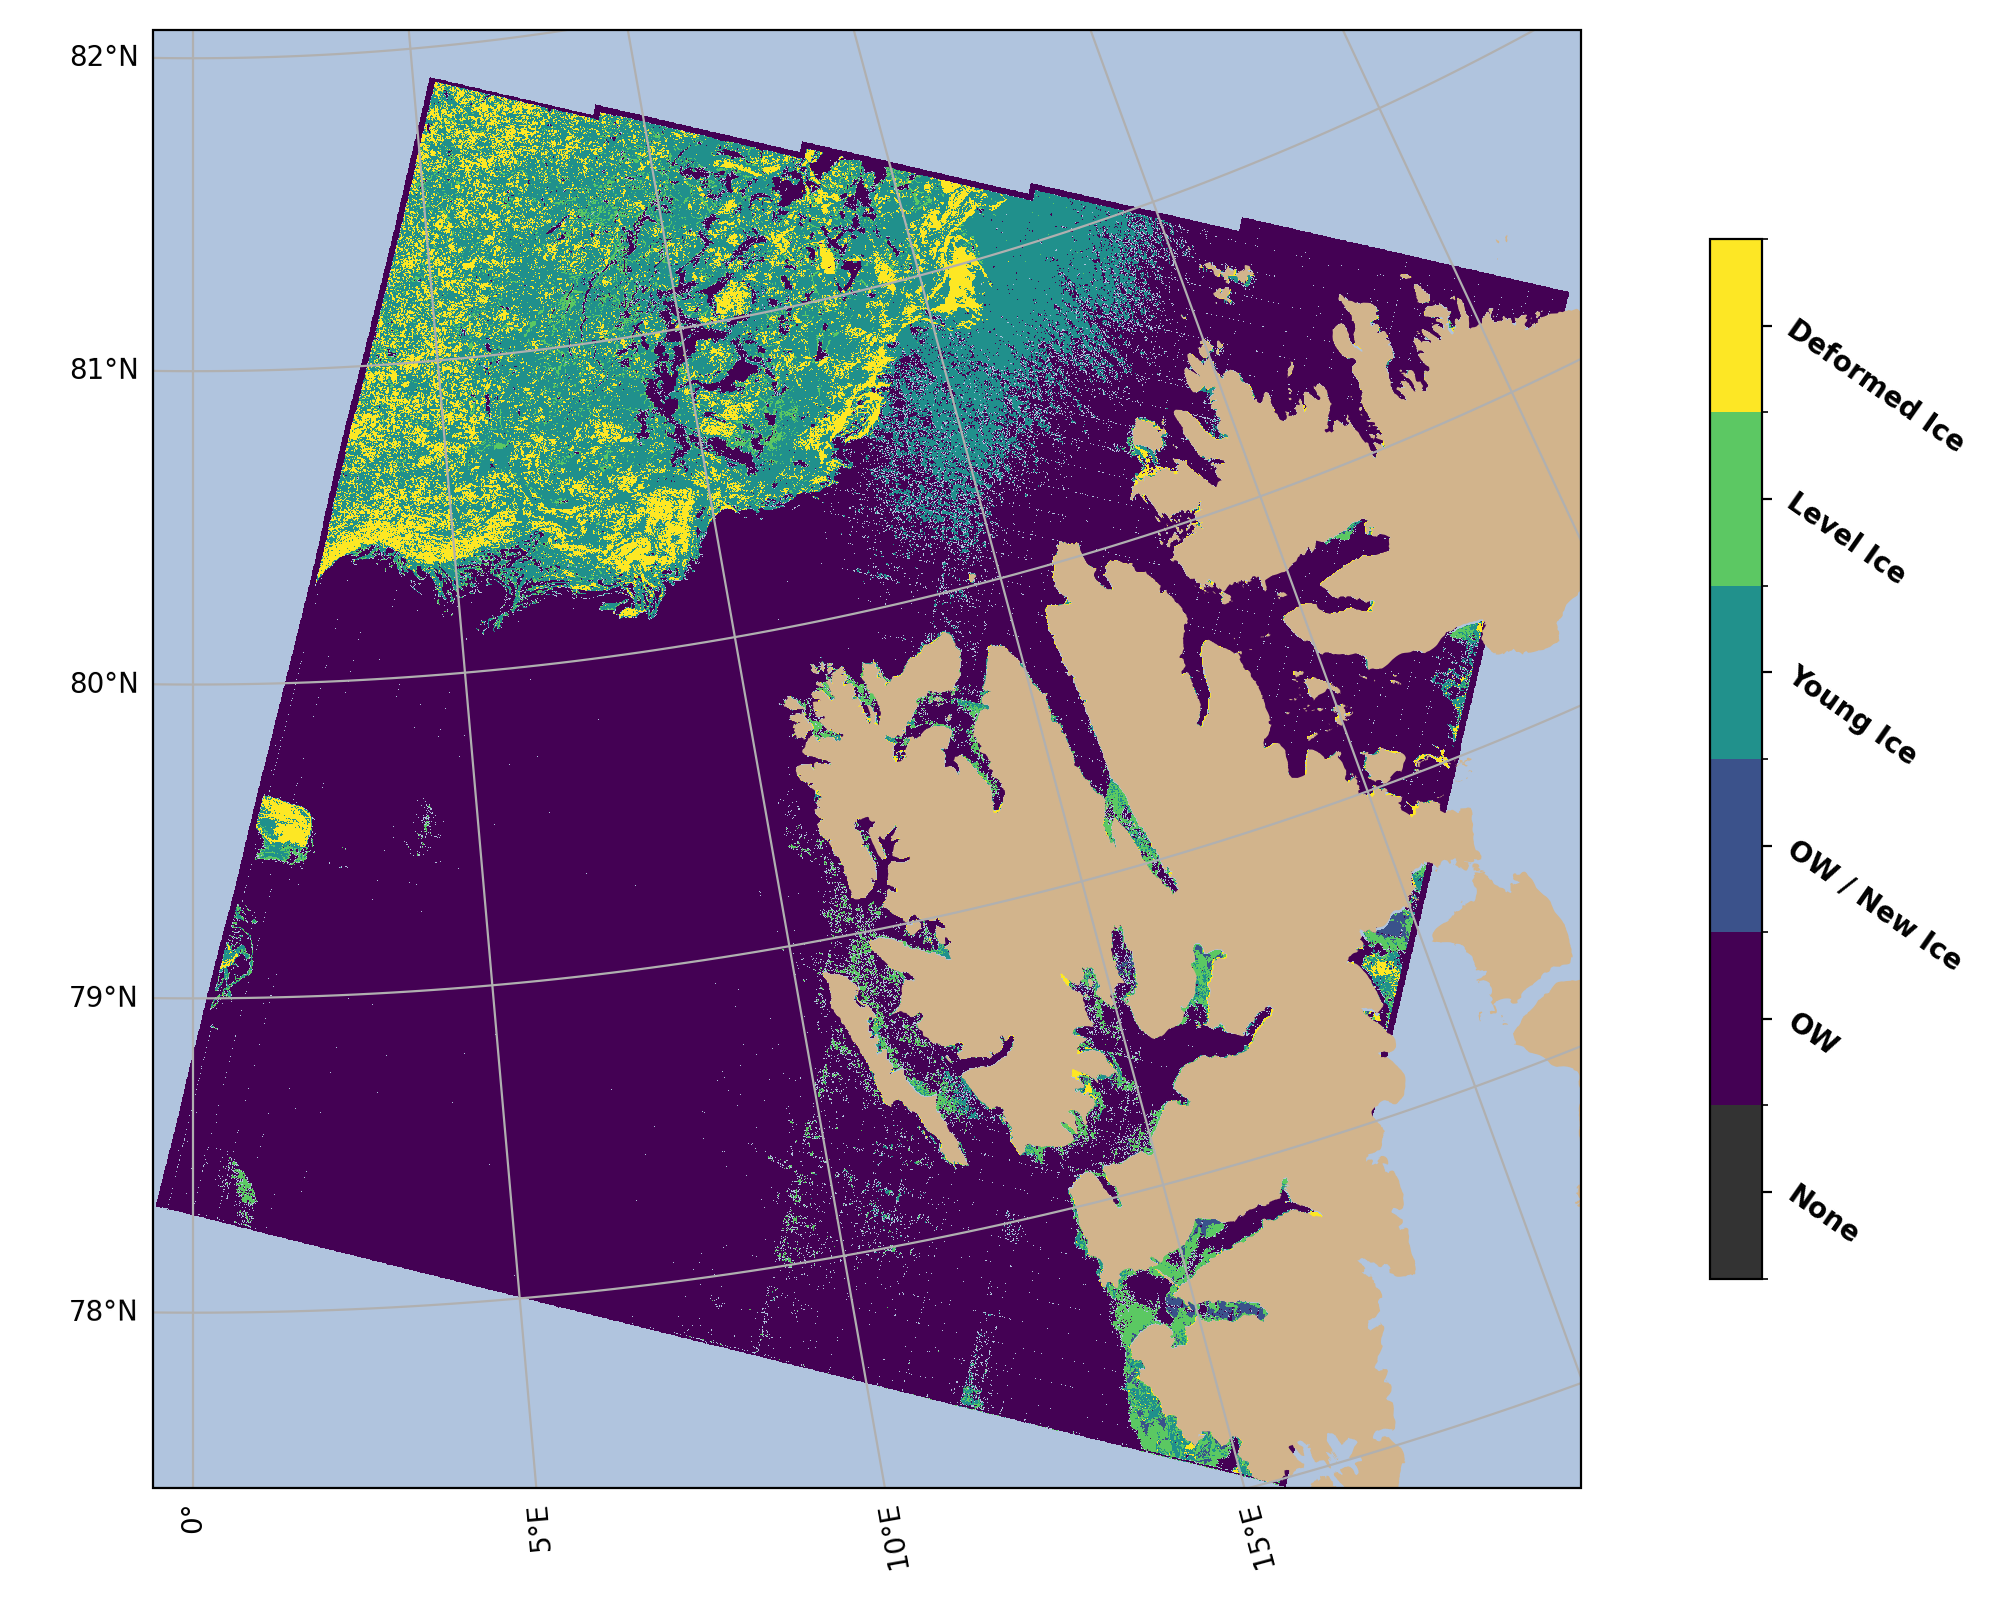 82°N
81°N
80°N
79°N
78°N
0°
5°E
10°E
15°E
Deformed Ice
Level Ice
Young Ice
OW / New Ice
OW
None